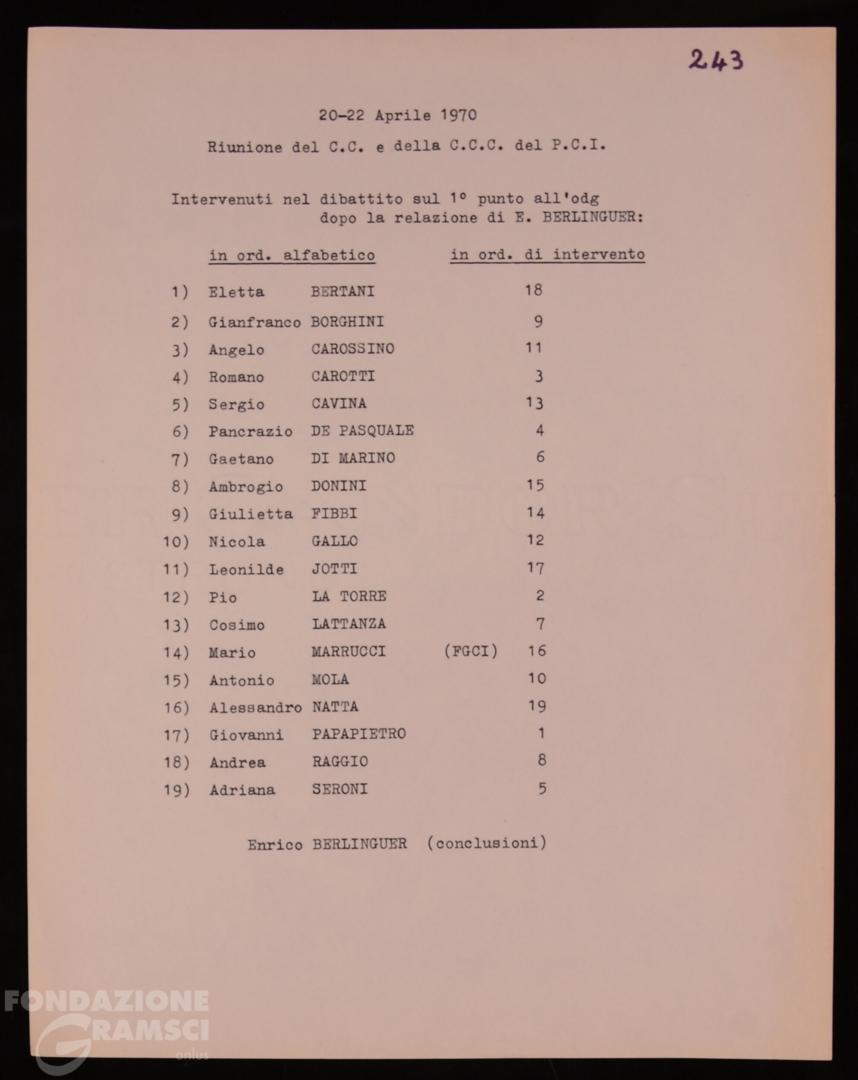 243
20-22 Aprile 1970
Riunione del C.C. e della C.C.C. del P.C.I.
Intervenuti nel dibattito sul 1° punto all'odg
dopo la relazione di E. BERLINGUER:
in ord. alfabetico in ord. di intervento
1) Eletta BERTANI 18
2) Gianfranco BORGHINI 9
3) Angelo CAROSSINO 11
4) Romano CAROTTI 3
5) Sergio CAVINA 13
6) Pancrazio DE PASQUALE 4
7) Gaetano DI MARINO 6
8) Ambrogio DONINI 15
9) Giulietta FIBBI 14
10) Nicola GALLO 12
11) Leonilde JOTTI 17
12) Pio LA TORRE 2
13) Cosimo LATTANZA 7
14) Mario MARRUCCI (FGCI) 16
15) Antonio MOLA 10
16) Alessandro NATTA 19
17) Giovanni PAPAPIETRO 1
18) Andrea RAGGIO 8
19) Adriana SERONI 5
Enrico BERLINGUER (conclusioni)
FONDAZIONE
GRAMSCI
onlus